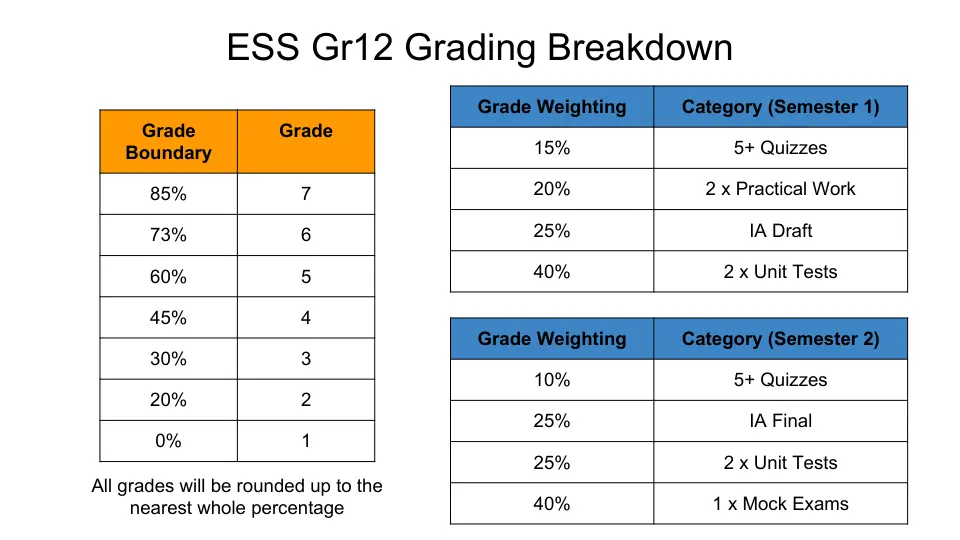 ESS Gr12 Grading Breakdown
Grade Boundary Grade
85% 7
73% 6
60% 5
45% 4
30% 3
20% 2
0% 1
All grades will be rounded up to the
nearest whole percentage
Grade Weighting Category (Semester 1)
15% 5+ Quizzes
20% 2 x Practical Work
25% IA Draft
40% 2 x Unit Tests
Grade Weighting Category (Semester 2)
10% 5+ Quizzes
25% IA Final
25% 2 x Unit Tests
40% 1 x Mock Exams